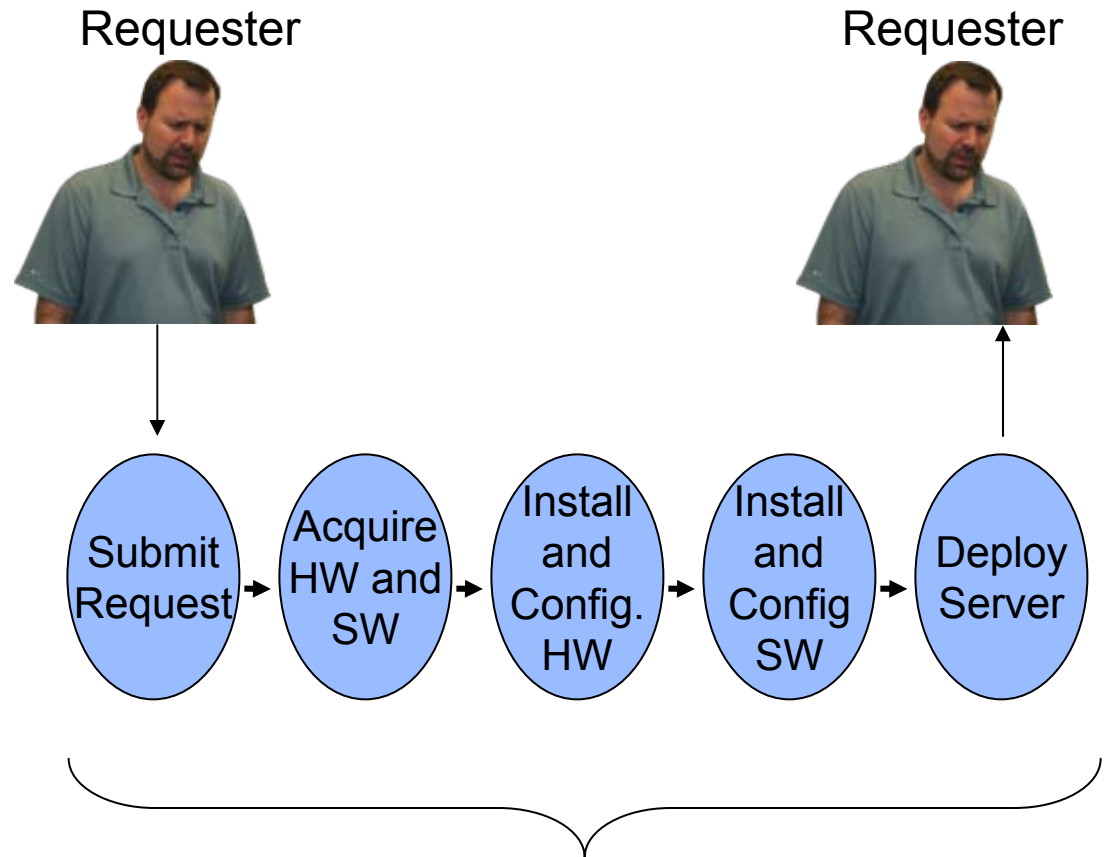 Requester
Requester
Submit
Request
Acquire
HW and
SW
Install
and
Config.
HW
Install
and
Config
SW
Deploy
Server